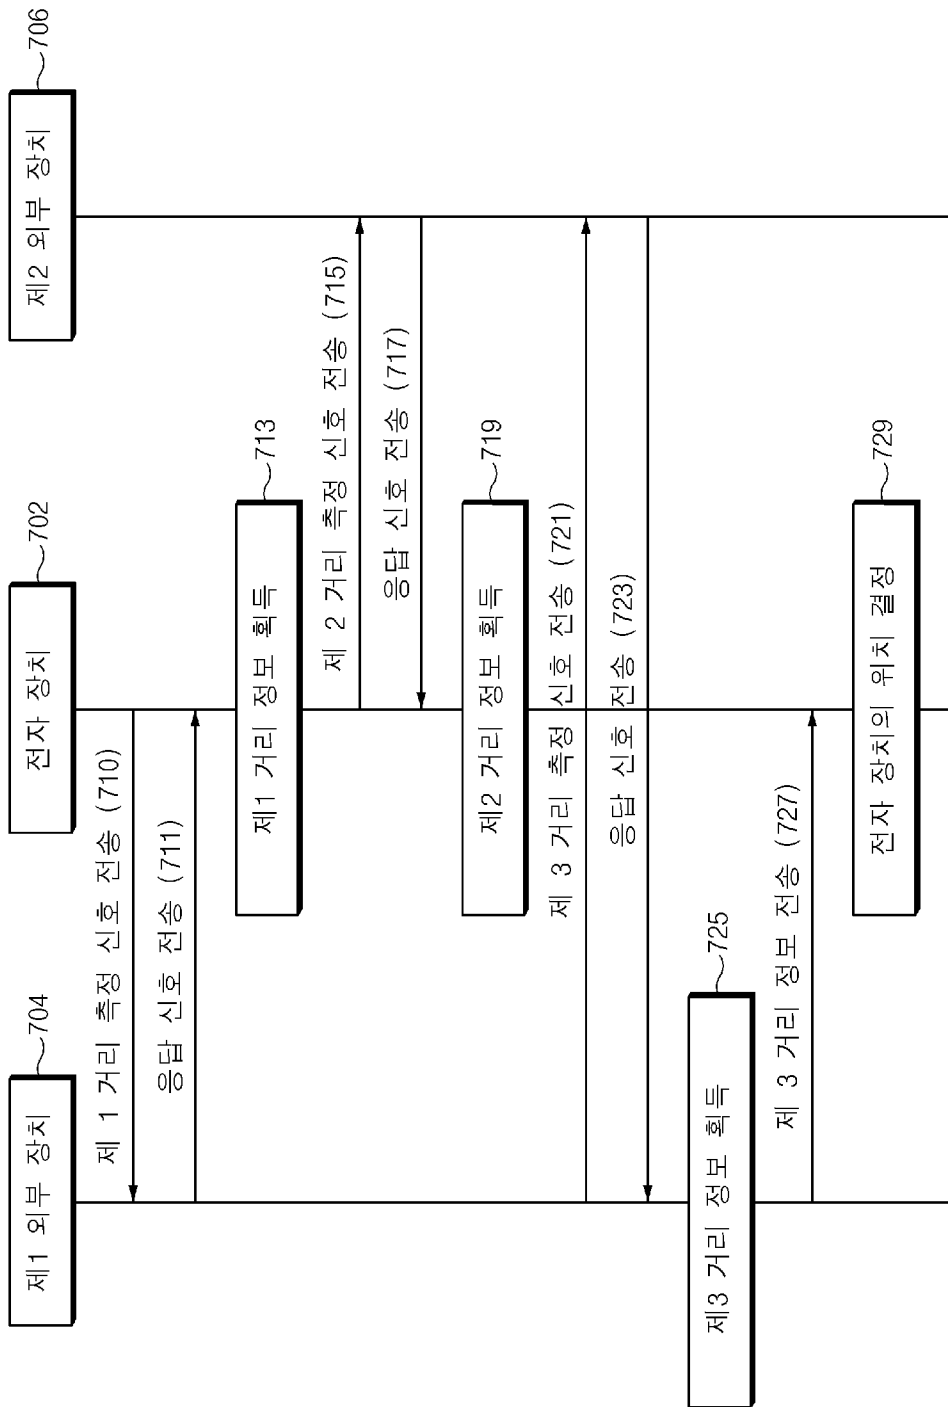 제1 외부 장치
704
전자 장치
702
제2 외부 장치
706
제 1 거리 측정 신호 전송 (710)
응답 신호 전송 (711)
제1 거리 정보 획득
713
제 2 거리 측정 신호 전송 (715)
응답 신호 전송 (717)
제2 거리 정보 획득
719
제 3 거리 측정 신호 전송 (721)
응답 신호 전송 (723)
제3 거리 정보 획득
725
제 3 거리 정보 전송 (727)
전자 장치의 위치 결정
729